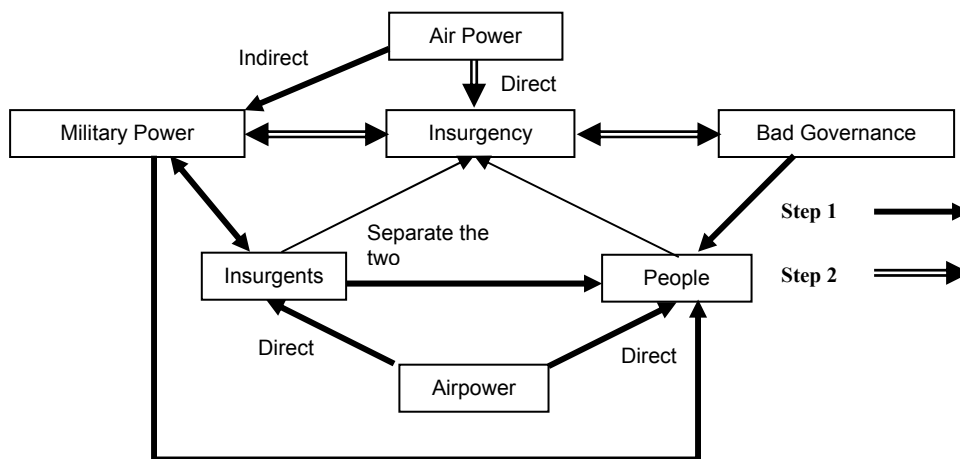 Air Power
Indirect
Direct
Military Power
Insurgency
Bad Governance
Step 1
Separate the
two
Insurgents
People
Step 2
Direct
Direct
Airpower